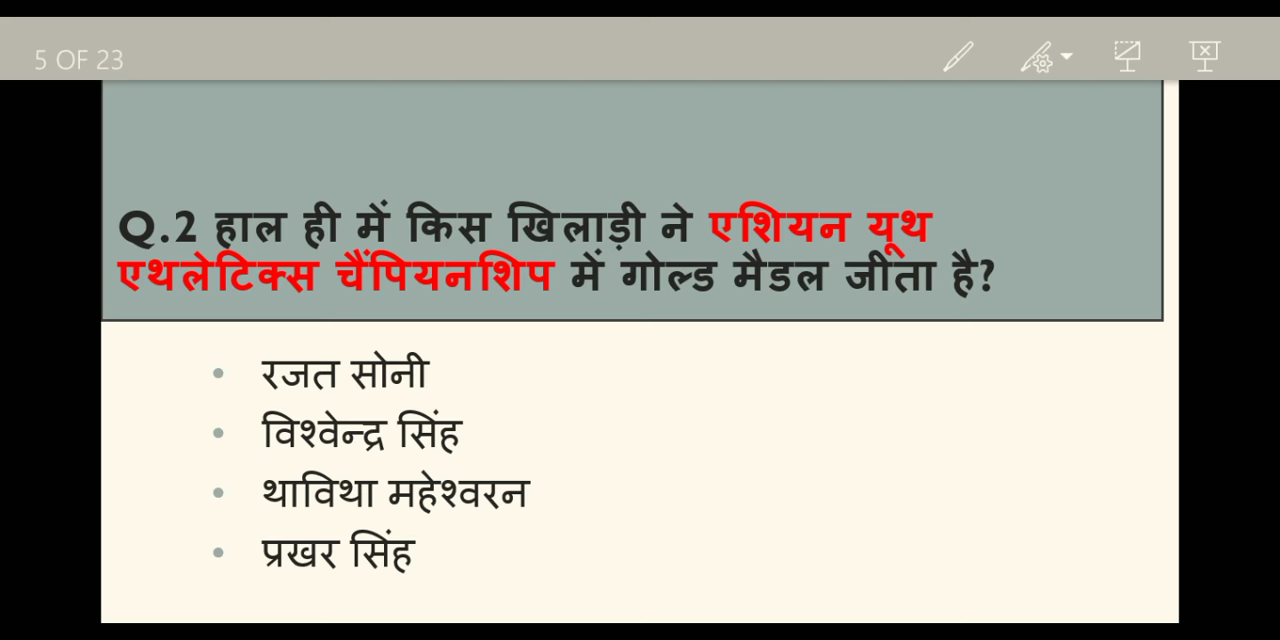 5 OF 23
Q.2 हाल ही में किस खिलाड़ी ने एशियन यूथ
एथलेटिक्स चैंपियनशिप में गोल्ड मैडल जीता है?
• रजत सोनी
• विश्वेन्द्र सिंह
• थाविथा महेश्वरन
• प्रखर सिंह